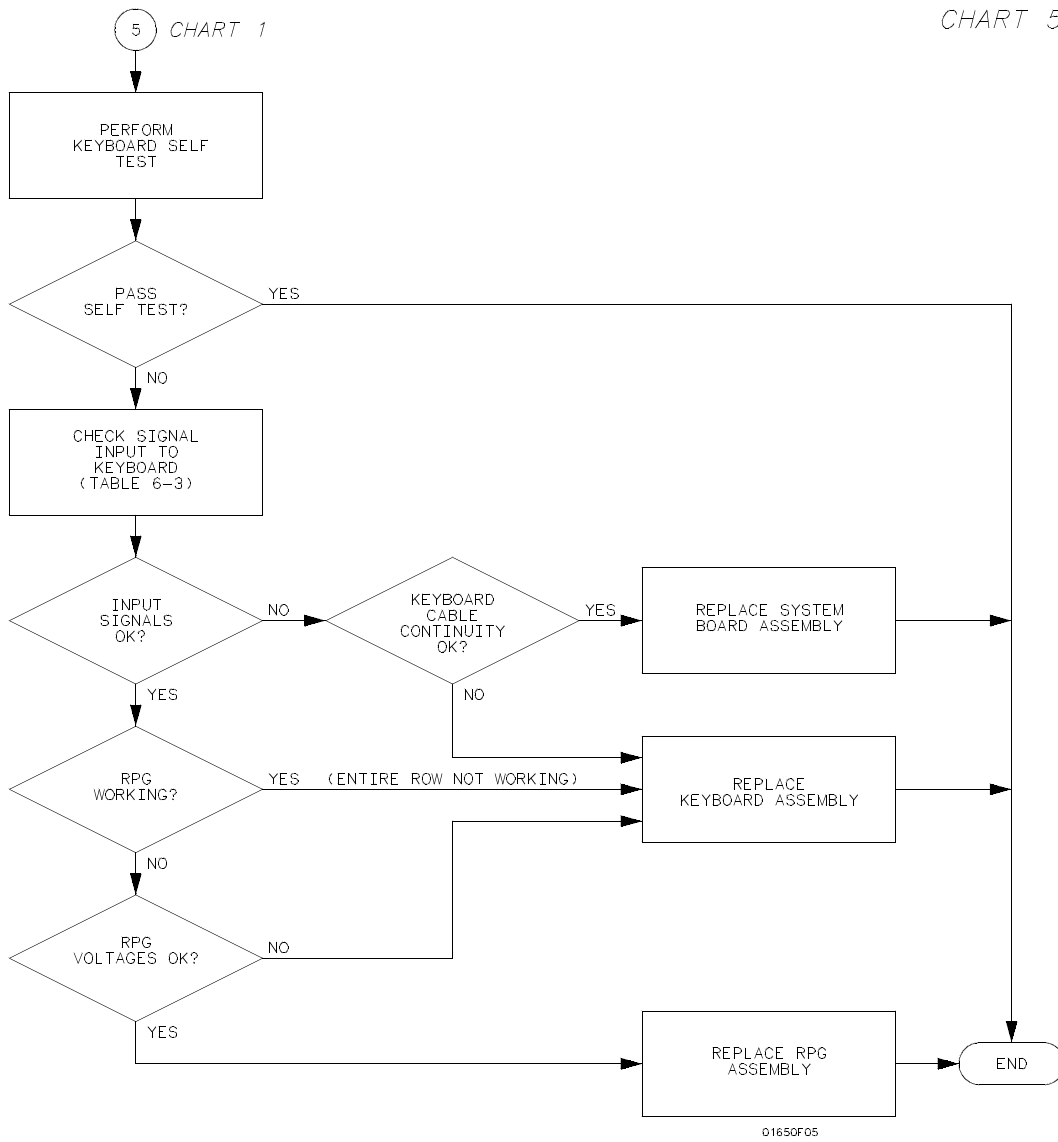 5 CHART 1
CHART 5
PERFORM
KEYBOARD SELF
TEST
PASS
SELF TEST?
YES
NO
CHECK SIGNAL
INPUT TO
KEYBOARD
(TABLE 6-3)
INPUT
SIGNALS
OK?
NO
KEYBOARD
CABLE
CONTINUITY
OK?
YES
REPLACE SYSTEM
BOARD ASSEMBLY
YES
NO
RPG
WORKING?
YES (ENTIRE ROW NOT WORKING)
REPLACE
KEYBOARD ASSEMBLY
NO
RPG
VOLTAGES OK?
NO
YES
REPLACE RPG
ASSEMBLY
END
01650F05